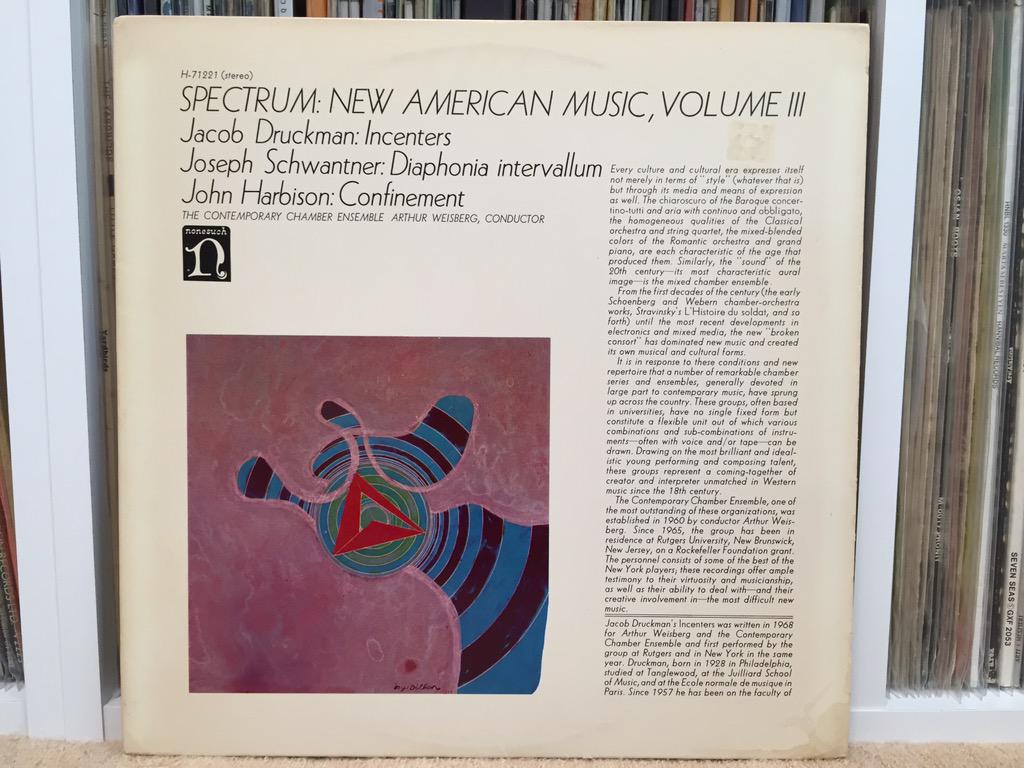 H-71221 (stereo)
SPECTRUM: NEW AMERICAN MUSIC, VOLUME III
Jacob Druckman: Incenters
Joseph Schwantner: Diaphonia intervallum
John Harbison: Confinement
THE CONTEMPORARY CHAMBER ENSEMBLE ARTHUR WEISBERG, CONDUCTOR
nonesuch
n
Every culture and cultural era expresses itself
not merely in terms of "style" (whatever that is)
but through its media and means of expression
as well. The chiaroscuro of the Baroque concer-
tino-tutti and aria with continuo and obbligato,
the homogeneous qualities of the Classical
orchestra and string quartet, the mixed-blended
colors of the Romantic orchestra and grand
piano, are each characteristic of the age that
produced them. Similarly, the "sound" of the
20th century—its most characteristic aural
image—is the mixed chamber ensemble.
From the first decades of the century (the early
Schoenberg and Webern chamber-orchestra
works, Stravinsky's L'Histoire du soldat, and so
forth) until the most recent developments in
electronics and mixed media, the new "broken
consort" has dominated new music and created
its own musical and cultural forms.
It is in response to these conditions and new
repertoire that a number of remarkable chamber
series and ensembles, generally devoted in
large part to contemporary music, have sprung
up across the country. These groups, often based
in universities, have no single fixed form but
constitute a flexible unit out of which various
combinations and sub-combinations of instru-
ments—often with voice and/or tape—can be
drawn. Drawing on the most brilliant and ideal-
istic young performing and composing talent,
these groups represent a coming-together of
creator and interpreter unmatched in Western
music since the 18th century.
The Contemporary Chamber Ensemble, one of
the most outstanding of these organizations, was
established in 1960 by conductor Arthur Weis-
berg. Since 1965, the group has been in
residence at Rutgers University, New Brunswick,
New Jersey, on a Rockefeller Foundation grant.
The personnel consists of some of the best of the
New York players; these recordings offer ample
testimony to their virtuosity and musicianship,
as well as their ability to deal with—and their
creative involvement in—the most difficult new
music.
Jacob Druckman's Incenters was written in 1968
for Arthur Weisberg and the Contemporary
Chamber Ensemble and first performed by the
group at Rutgers and in New York in the same
year. Druckman, born in 1928 in Philadelphia,
studied at Tanglewood, at the Juilliard School
of Music, and at the Ecole normale de musique in
Paris. Since 1957 he has been on the faculty of
SEVEN SEAS GXF 2053